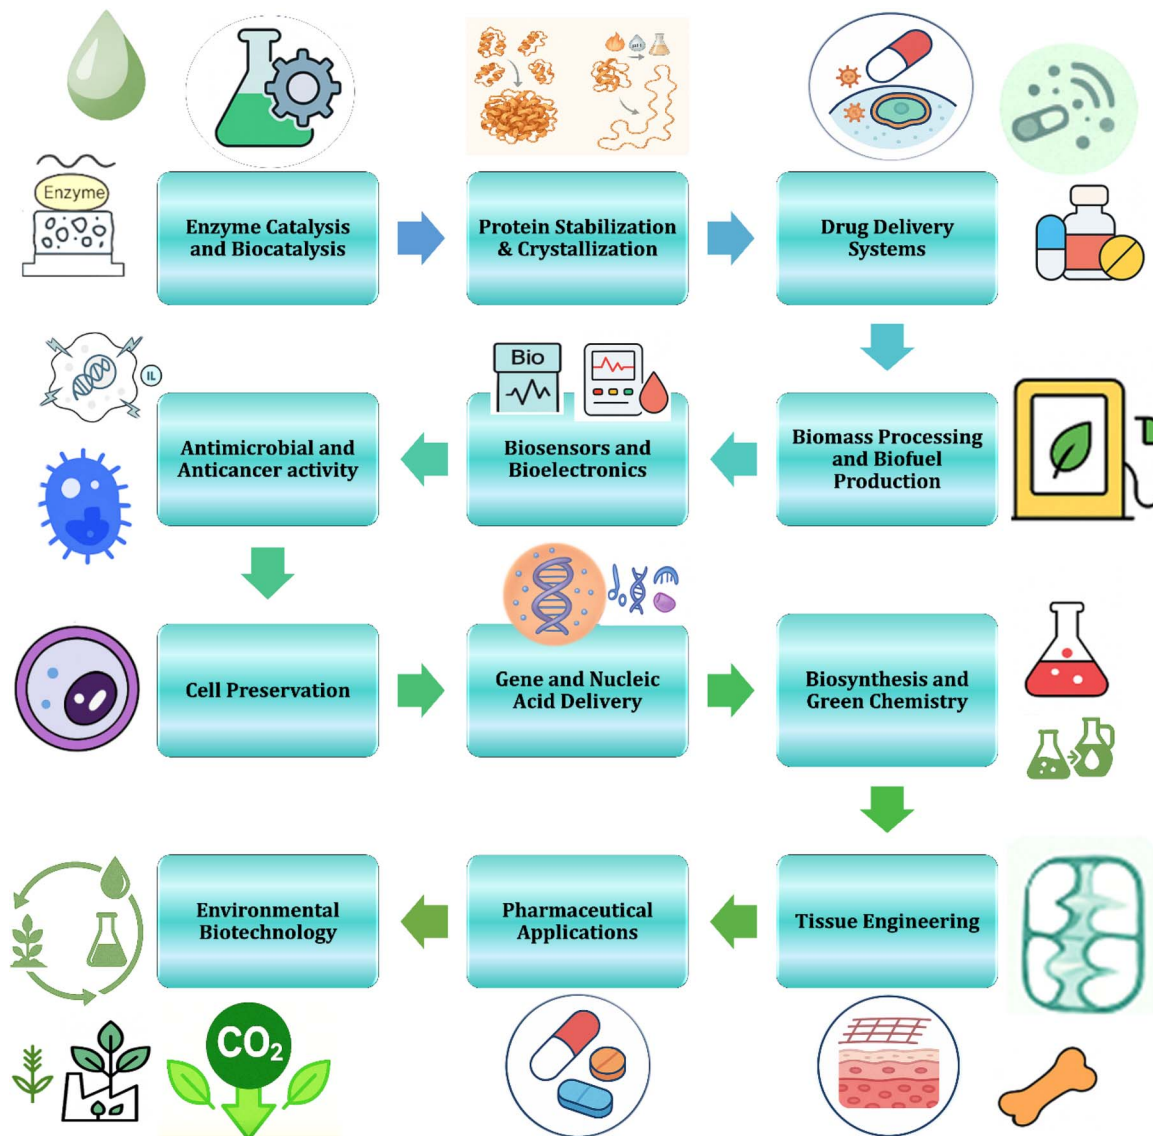 Enzyme
Enzyme Catalysis
and Biocatalysis
Protein Stabilization
& Crystallization
Drug Delivery
Systems
IL
Antimicrobial and
Anticancer activity
Bio
Biosensors and
Bioelectronics
Biomass Processing
and Biofuel
Production
Cell Preservation
Gene and Nucleic
Acid Delivery
Biosynthesis and
Green Chemistry
Environmental
Biotechnology
Pharmaceutical
Applications
Tissue Engineering
CO₂